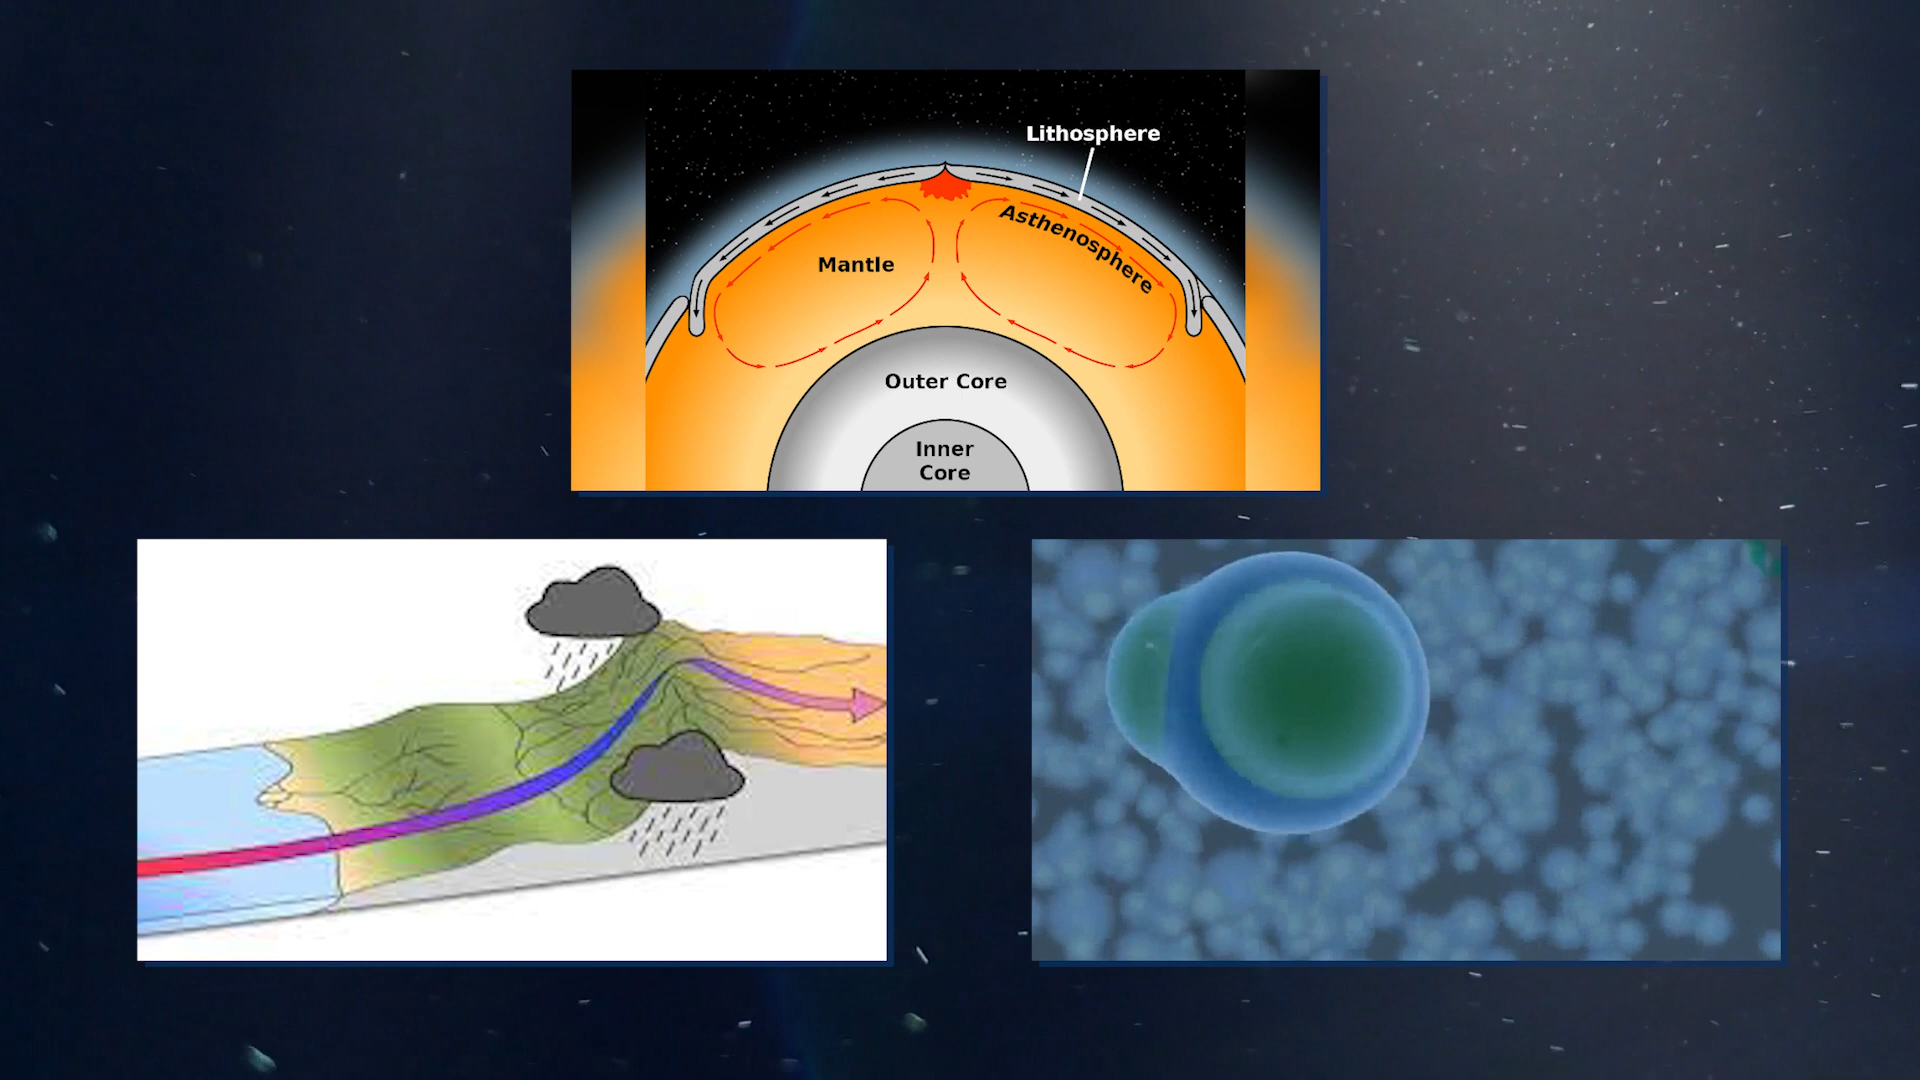 Lithosphere
Asthenosphere
Mantle
Outer Core
Inner
Core